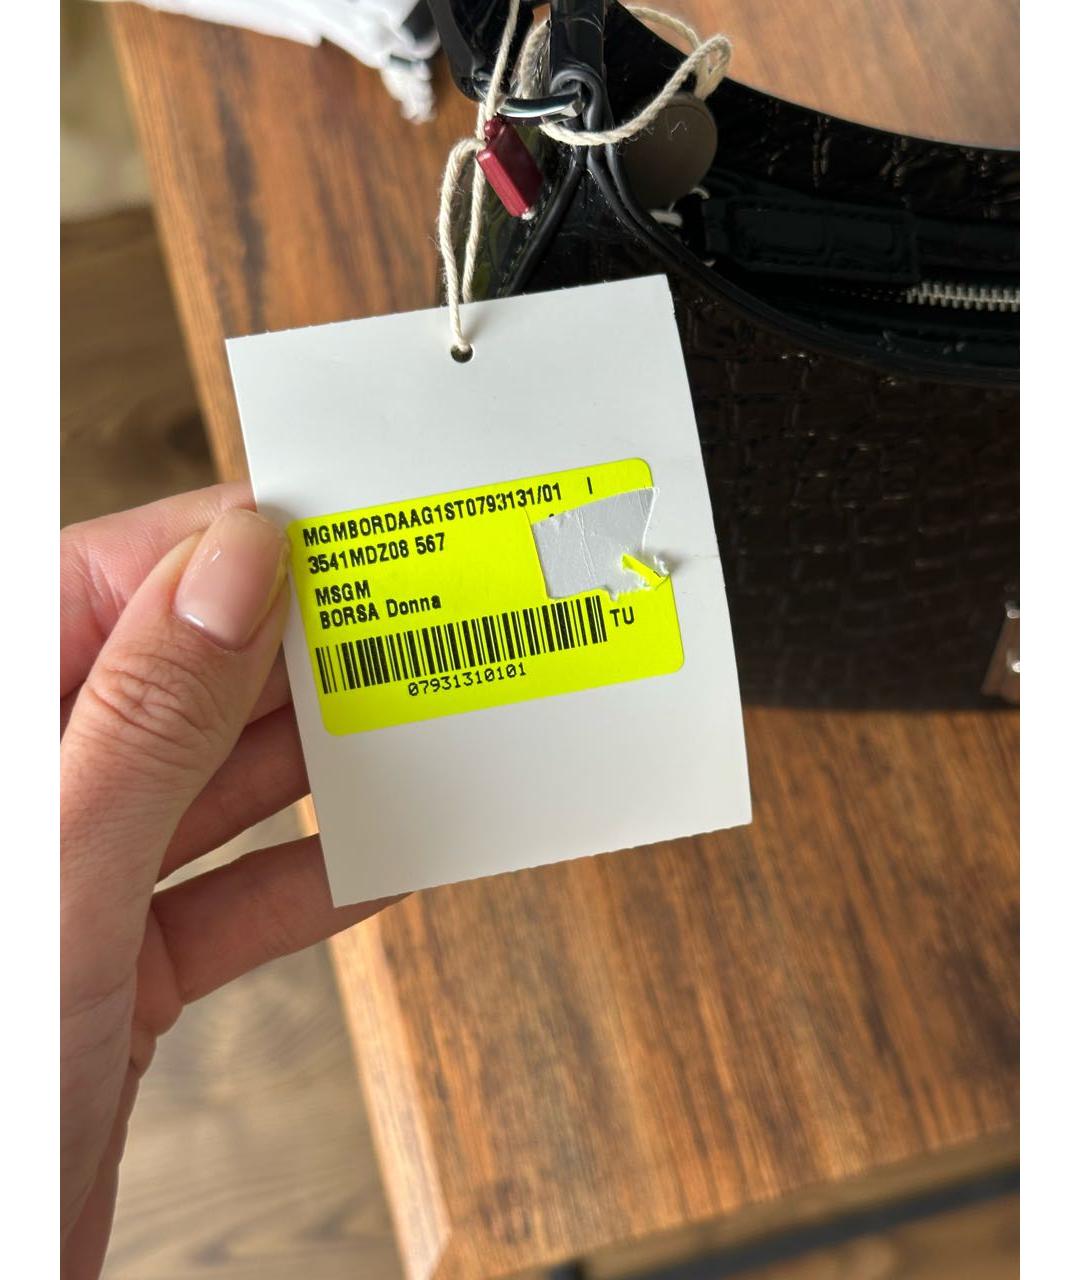 MGMBORDAAG1ST0793131/01 I
3541MDZ08 567
MSGM
BORSA Donna
TU
07931310101